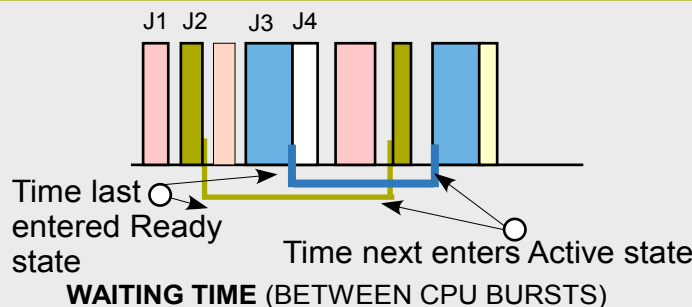 J1 J2 J3 J4
Time last
entered Ready
state
Time next enters Active state
WAITING TIME (BETWEEN CPU BURSTS)